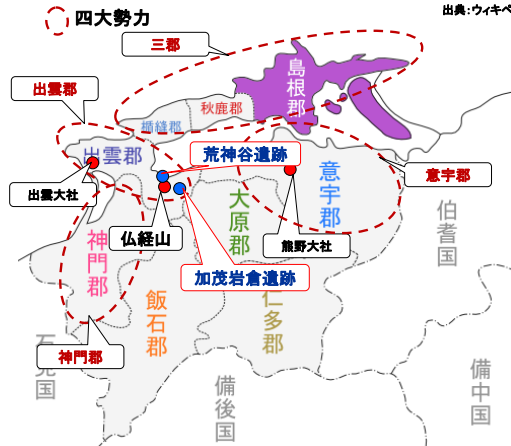 出典：ウィキペ
四大勢力
三郡
島根郡
出雲郡
秋鹿郡
楯縫郡
出雲郡
荒神谷遺跡
意宇郡
意宇郡
出雲大社
大原郡
伯耆国
仏経山
熊野大社
神門郡
加茂岩倉遺跡
飯石郡
仁多郡
神門郡
石見国
備後国
備中国